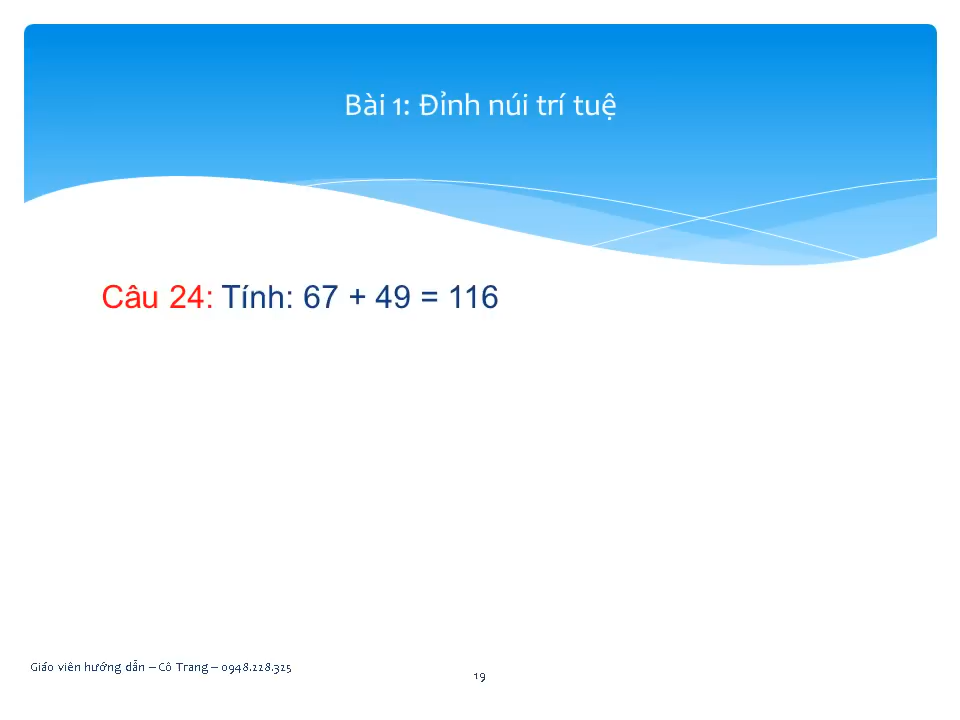 Bài 1: Đỉnh núi trí tuệ
Câu 24: Tính: 67 + 49 = 116
Giáo viên hướng dẫn – Cô Trang – 0948.228.325
19